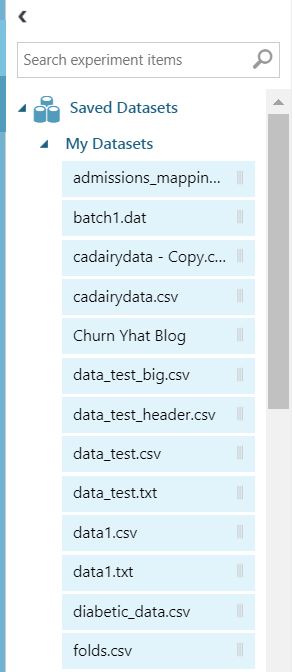 Search experiment items
Saved Datasets
My Datasets
admissions_mappin...
batch1.dat
cadairydata - Copy.c...
cadairydata.csv
Churn Yhat Blog
data_test_big.csv
data_test_header.csv
data_test.csv
data_test.txt
data1.csv
data1.txt
diabetic_data.csv
folds.csv